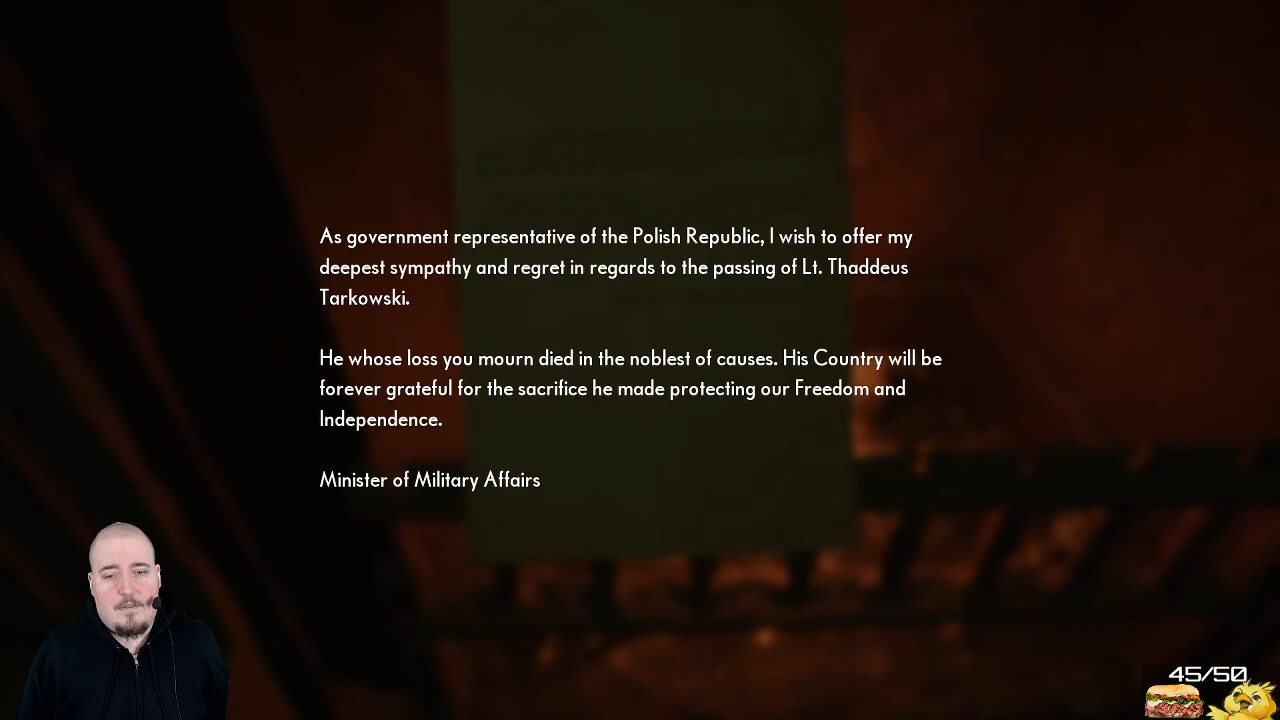 As government representative of the Polish Republic, I wish to offer my
deepest sympathy and regret in regards to the passing of Lt. Thaddeus
Tarkowski.
He whose loss you mourn died in the noblest of causes. His Country will be
forever grateful for the sacrifice he made protecting our Freedom and
Independence.
Minister of Military Affairs
45/50